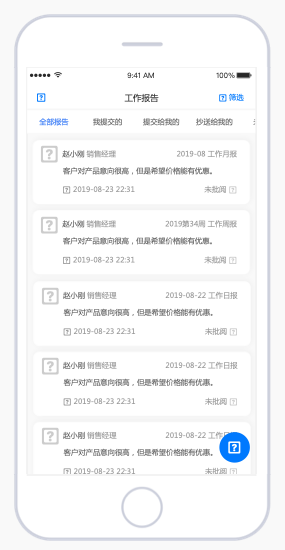 9:41 AM 100%
工作报告 筛选
全部报告 我提交的 提交给我的 抄送给我的
赵小刚 销售经理 2019-08 工作月报
客户对产品意向很高，但是希望价格能有优惠。
2019-08-23 22:31 未批阅
赵小刚 销售经理 2019第34周 工作周报
客户对产品意向很高，但是希望价格能有优惠。
2019-08-23 22:31 未批阅
赵小刚 销售经理 2019-08-22 工作日报
客户对产品意向很高，但是希望价格能有优惠。
2019-08-23 22:31 未批阅
赵小刚 销售经理 2019-08-22 工作日报
客户对产品意向很高，但是希望价格能有优惠。
2019-08-23 22:31 未批阅
赵小刚 销售经理 2019-08-22 工作
客户对产品意向很高，但是希望价格能有优惠。
2019-08-23 22:31 未批阅